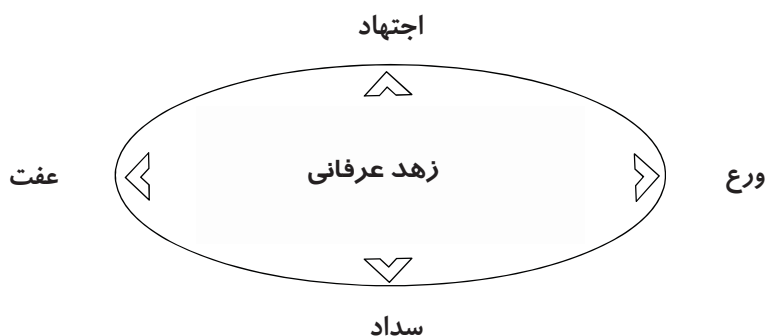 اجتهاد
ورع
زهد عرفانی
عفت
سداد